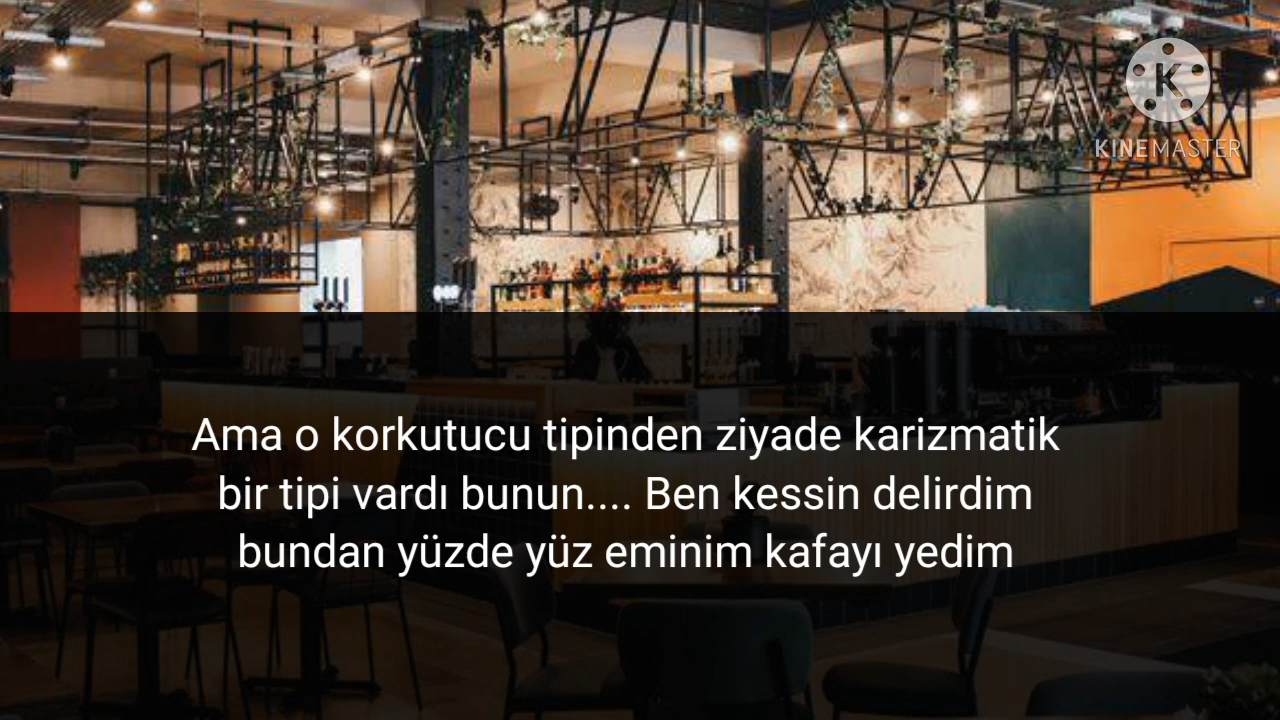 KINEMASTER
Ama o korkutucu tipinden ziyade karizmatik
bir tipi vardı bunun.... Ben kessin delirdim
bundan yüzde yüz eminim kafayı yedim